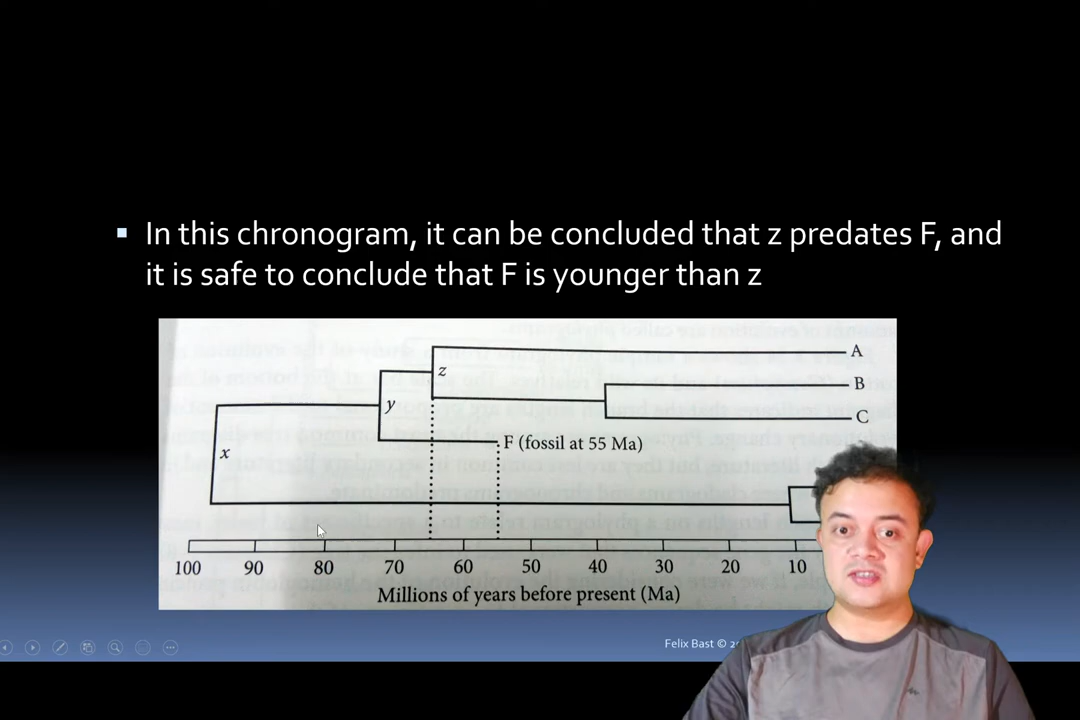 In this chronogram, it can be concluded that z predates F, and
it is safe to conclude that F is younger than z
A
z
B
y
C
F (fossil at 55 Ma)
x
100 90 80 70 60 50 40 30 20 10
Millions of years before present (Ma)
Felix Bast ©